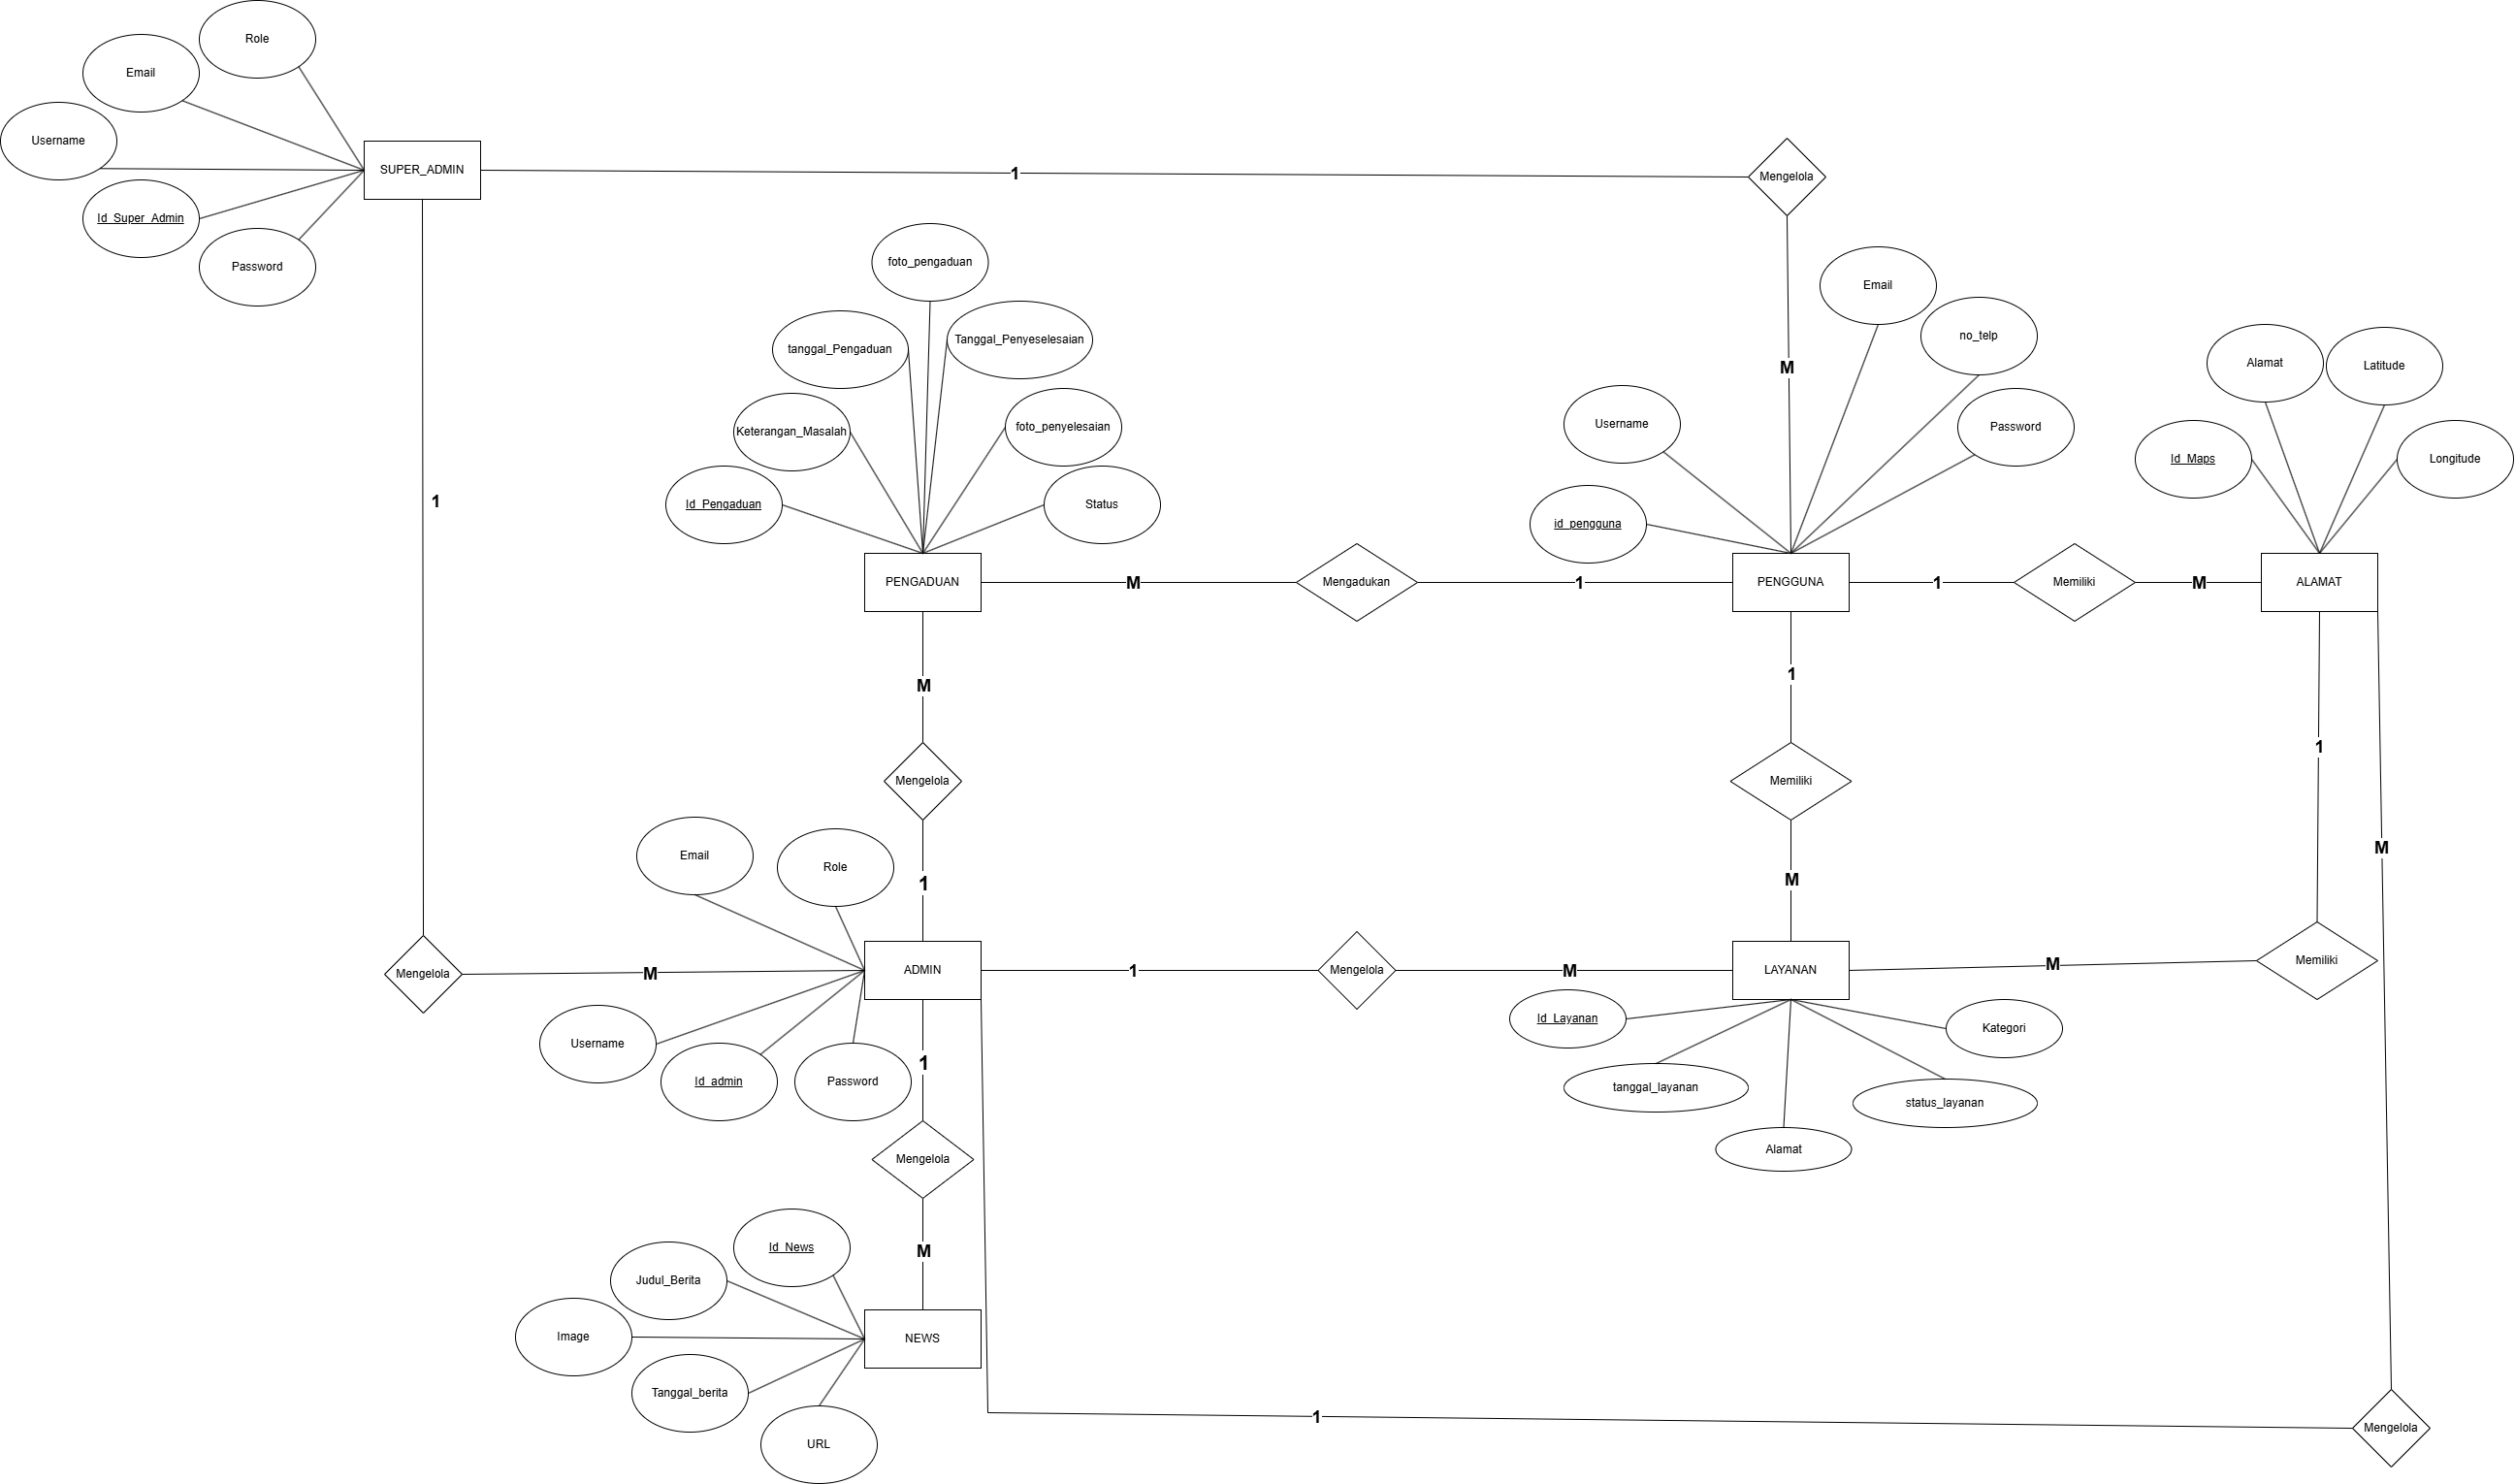 Role
Email
Username
SUPER_ADMIN
1
Mengelola
Id_Super_Admin
Password
foto_pengaduan
Email
tanggal_Pengaduan
Tanggal_Penyeselesaian
no_telp
M
Alamat
Latitude
Keterangan_Masalah
foto_penyelesaian
Username
Password
Id_Maps
Longitude
1
Id_Pengaduan
Status
id_pengguna
PENGADUAN
M
Mengadukan
1
PENGGUNA
1
Memiliki
M
ALAMAT
M
1
1
Mengelola
Memiliki
M
Email
Role
1
M
Mengelola
M
ADMIN
1
Mengelola
M
LAYANAN
M
Memiliki
Username
Id_admin
Password
1
Id_Layanan
Kategori
tanggal_layanan
status_layanan
Alamat
Mengelola
Id_News
M
Judul_Berita
Image
NEWS
Tanggal_berita
URL
1
Mengelola